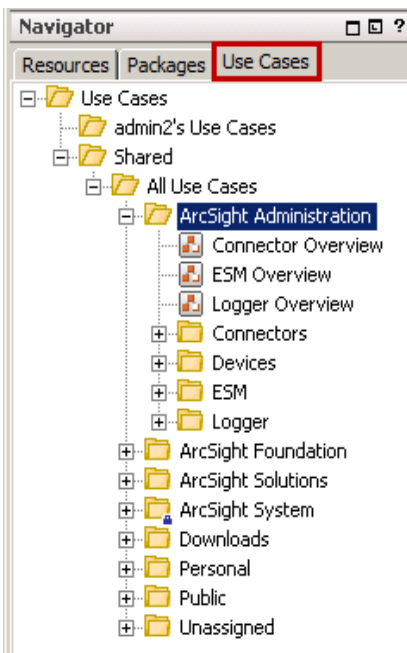 Navigator ?
Resources Packages Use Cases
Use Cases
admin2's Use Cases
Shared
All Use Cases
ArcSight Administration
Connector Overview
ESM Overview
Logger Overview
Connectors
Devices
ESM
Logger
ArcSight Foundation
ArcSight Solutions
ArcSight System
Downloads
Personal
Public
Unassigned